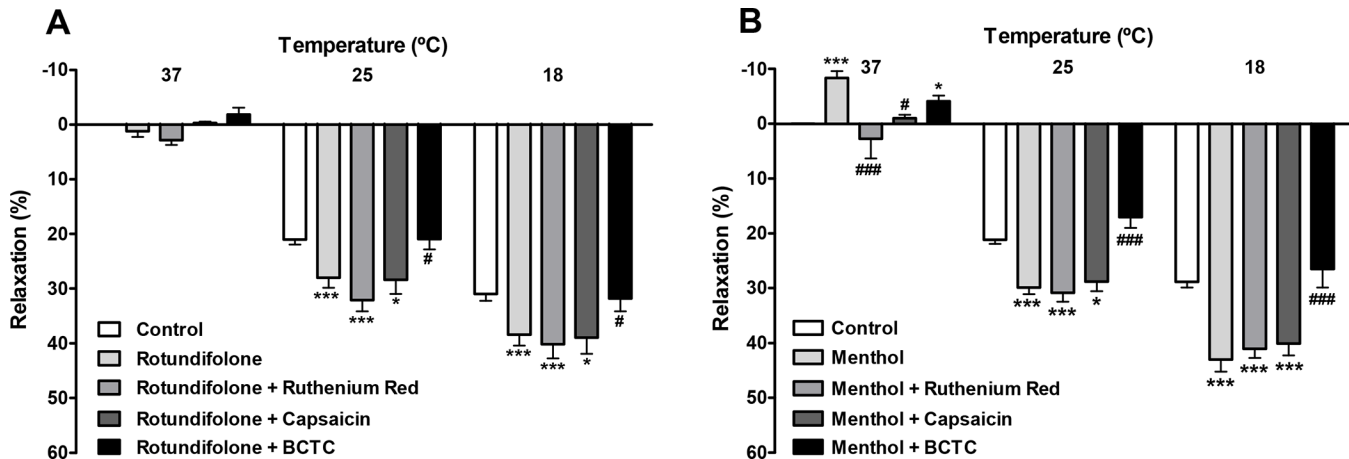 A
Temperature (ºC)
37 25 18
-10
0
10
20
30
40
50
60
Relaxation (%)
*** *** * #
*** *** * #
Control
Rotundifolone
Rotundifolone + Ruthenium Red
Rotundifolone + Capsaicin
Rotundifolone + BCTC
B
Temperature (ºC)
37 25 18
-10
0
10
20
30
40
50
60
Relaxation (%)
*** ### # *
*** *** * ###
*** *** *** ###
Control
Menthol
Menthol + Ruthenium Red
Menthol + Capsaicin
Menthol + BCTC